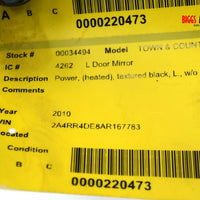 B C
0000220473
BIGGS
Stock # 00034494 Model TOWN & COUNT
IC # 4262 L Door Mirror
Description Power, (heated), textured black, L., w/o
Comments
Year 2010
VIN 2A4RR4DE8AR167783
Located
Condition
A B C
0000220473